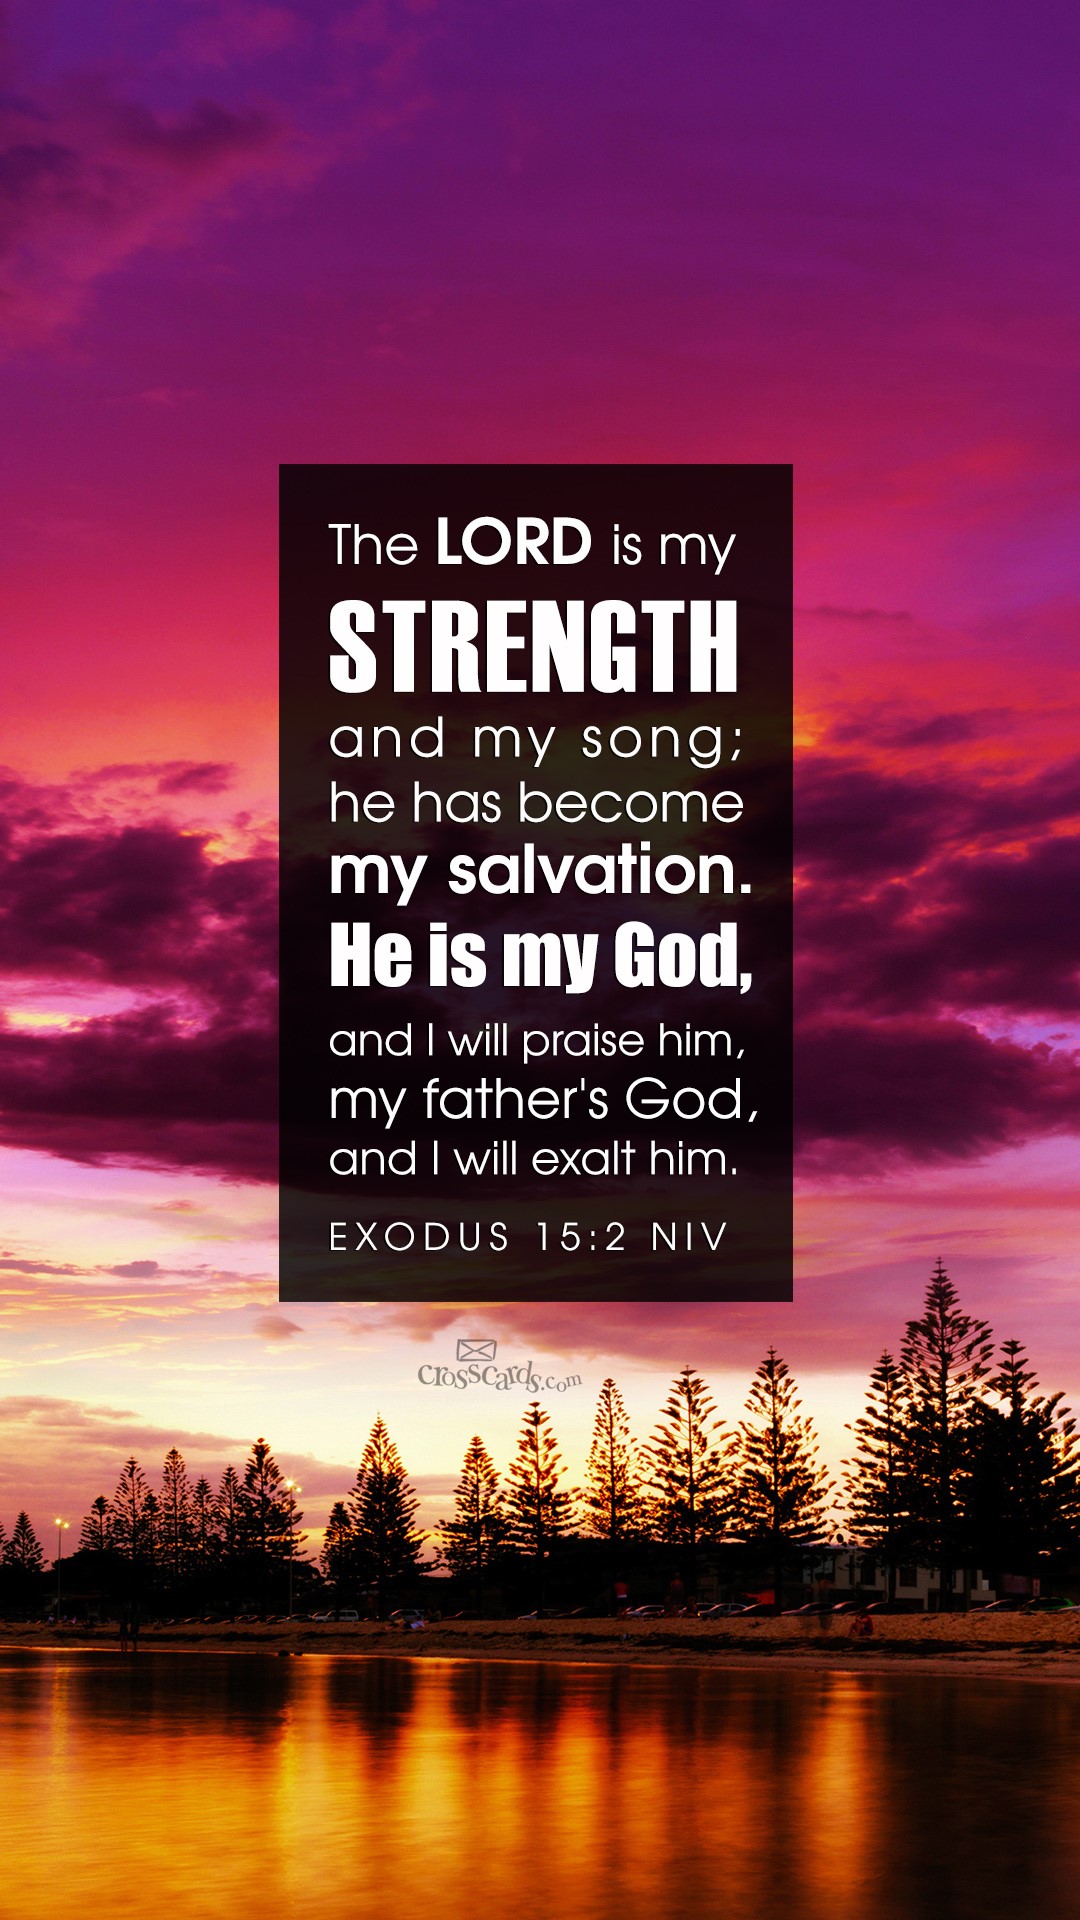 The LORD is my
STRENGTH
and my song;
he has become
my salvation.
He is my God,
and I will praise him,
my father's God,
and I will exalt him.
EXODUS 15:2 NIV
crosscards.com